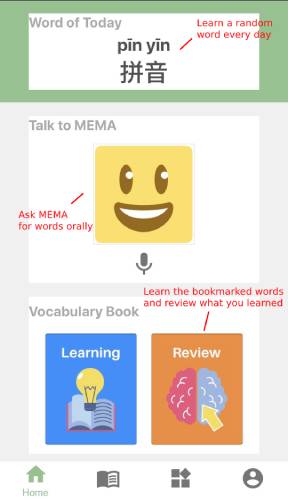 Word of Today
Learn a random
word every day
pīn yīn
拼音
Talk to MEMA
Ask MEMA
for words orally
Learn the bookmarked words
and review what you learned
Vocabulary Book
Learning
Review
Home